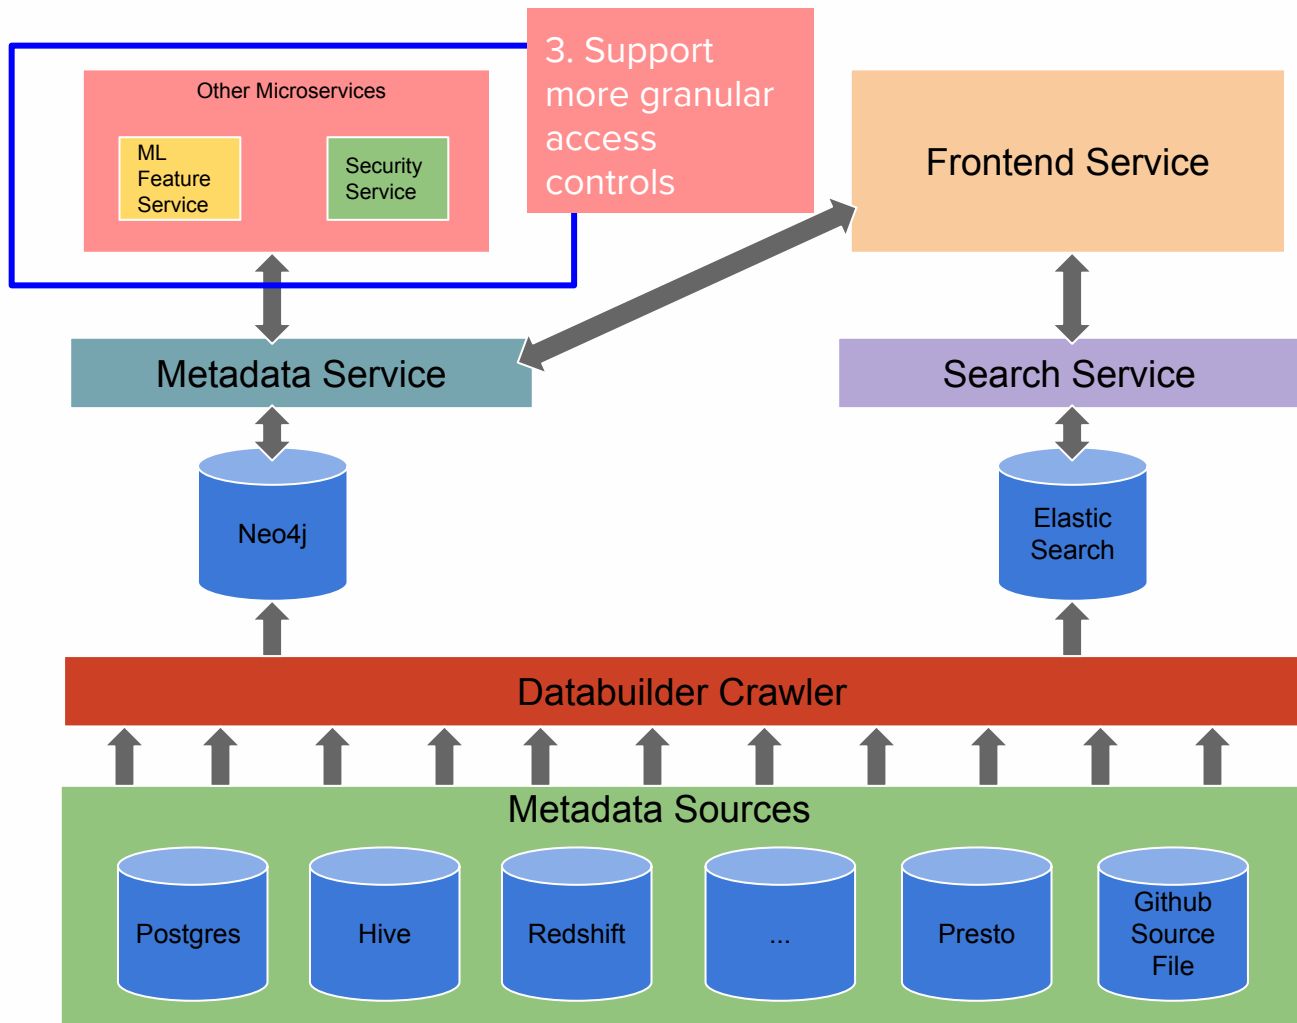 Other Microservices
ML
Feature
Service
Security
Service
3. Support
more granular
access
controls
Frontend Service
Metadata Service
Search Service
Neo4j
Elastic
Search
Databuilder Crawler
Metadata Sources
Postgres
Hive
Redshift
...
Presto
Github
Source
File